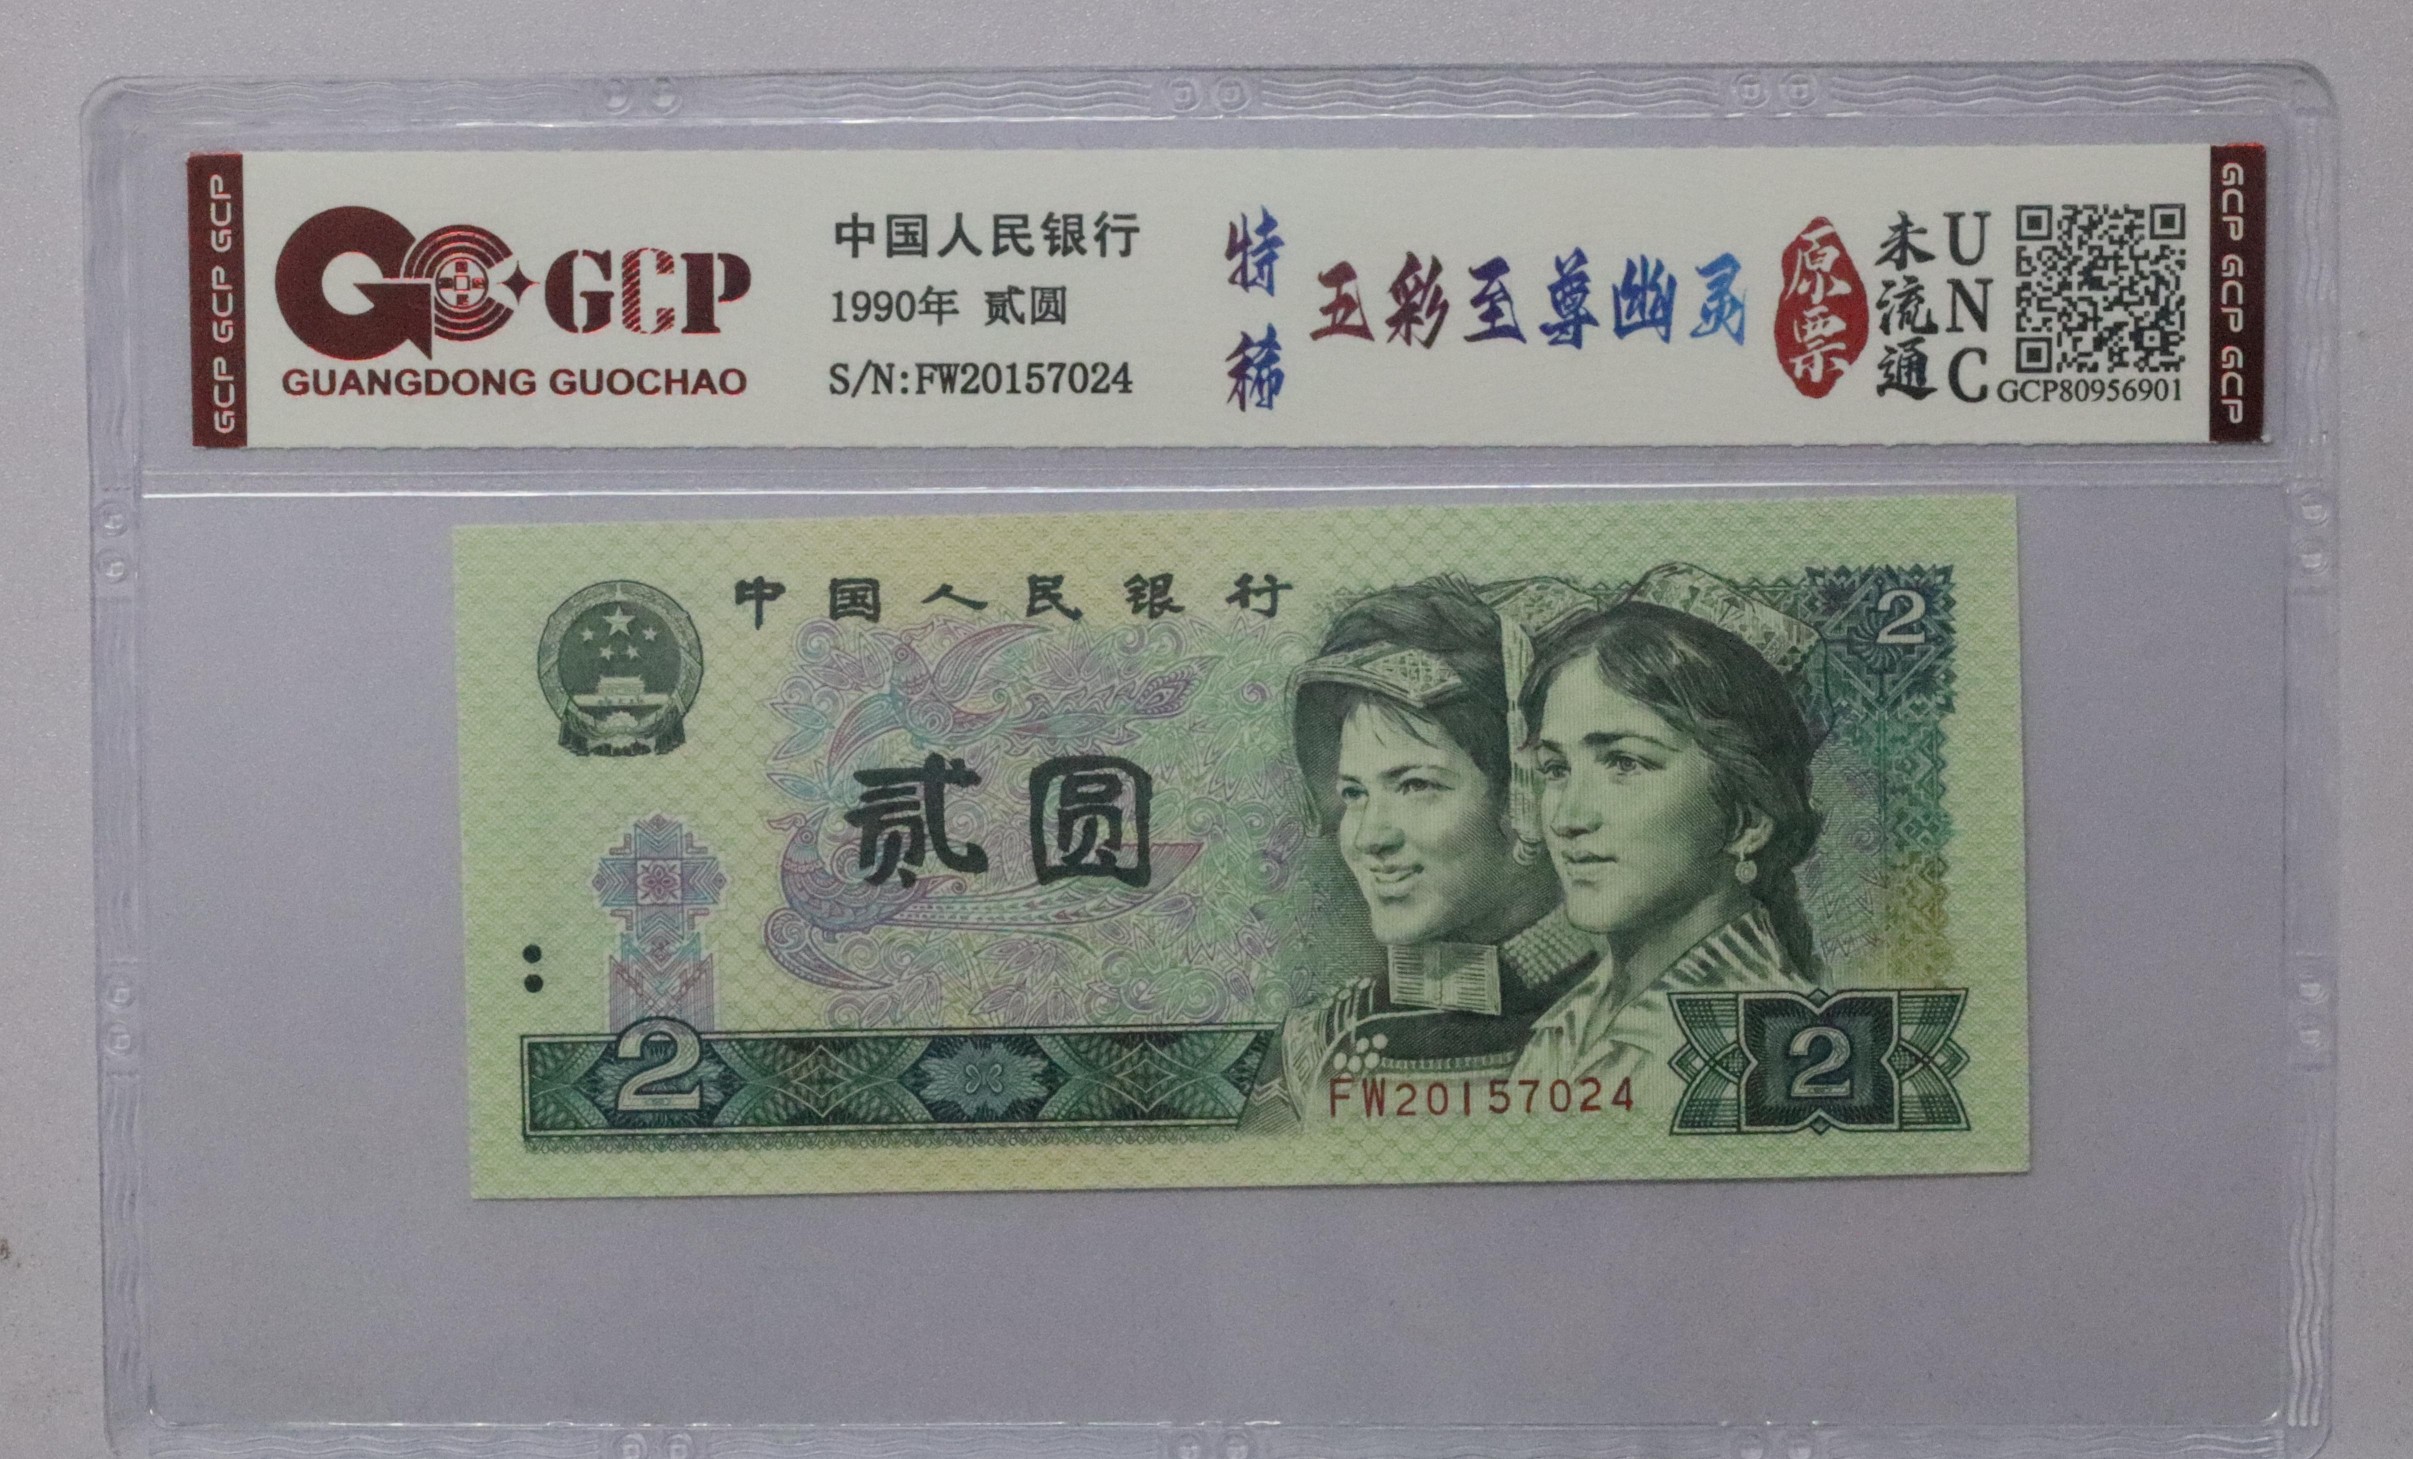 GCP GCP GCP
GCP
GUANGDONG GUOCHAO
中国人民银行
1990年 贰圆
S/N:FW20157024
特稀
五彩至尊幽灵
原票
未流通
UNC
GCP80956901
GCP GCP GCP
中国人民银行
2
贰圆
2
FW20157024
2